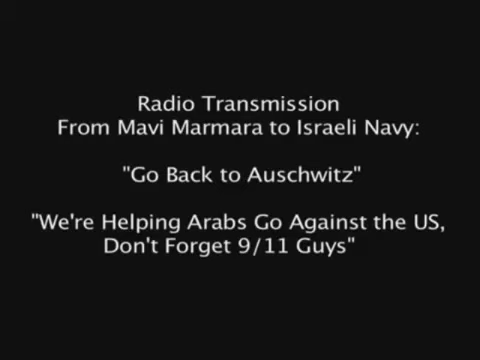 Radio Transmission
From Mavi Marmara to Israeli Navy:
"Go Back to Auschwitz"
"We're Helping Arabs Go Against the US,
Don't Forget 9/11 Guys"